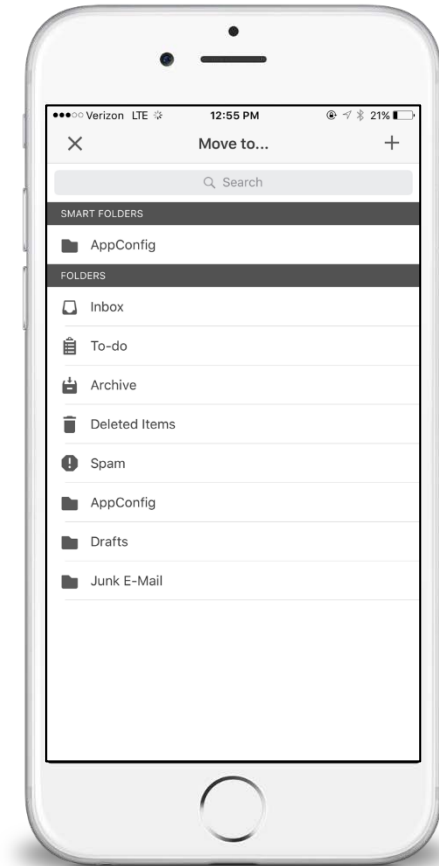 Verizon LTE 12:55 PM 21%
Move to...
Search
SMART FOLDERS
AppConfig
FOLDERS
Inbox
To-do
Archive
Deleted Items
Spam
AppConfig
Drafts
Junk E-Mail